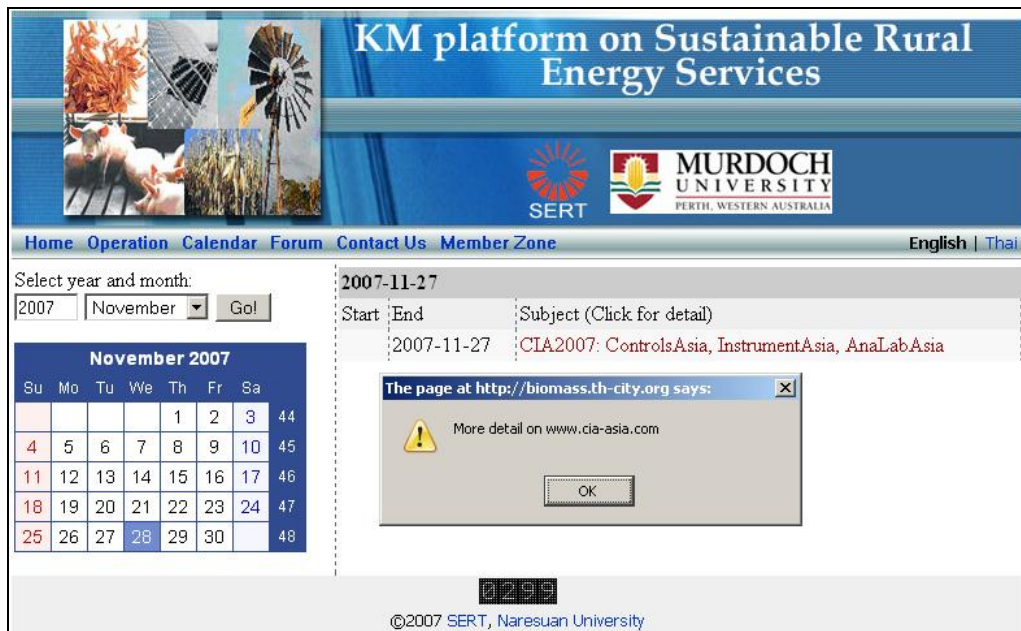 KM platform on Sustainable Rural
Energy Services
SERT
MURDOCH
UNIVERSITY
PERTH, WESTERN AUSTRALIA
Home Operation Calendar Forum Contact Us Member Zone English | Thai
Select year and month:
2007 November Go!
November 2007
Su Mo Tu We Th Fr Sa
1 2 3 44
4 5 6 7 8 9 10 45
11 12 13 14 15 16 17 46
18 19 20 21 22 23 24 47
25 26 27 28 29 30 48
2007-11-27
Start End Subject (Click for detail)
2007-11-27 CIA2007: ControlsAsia, InstrumentAsia, AnaLabAsia
The page at http://biomass.th-city.org says:
More detail on www.cia-asia.com
OK
0299
©2007 SERT, Naresuan University